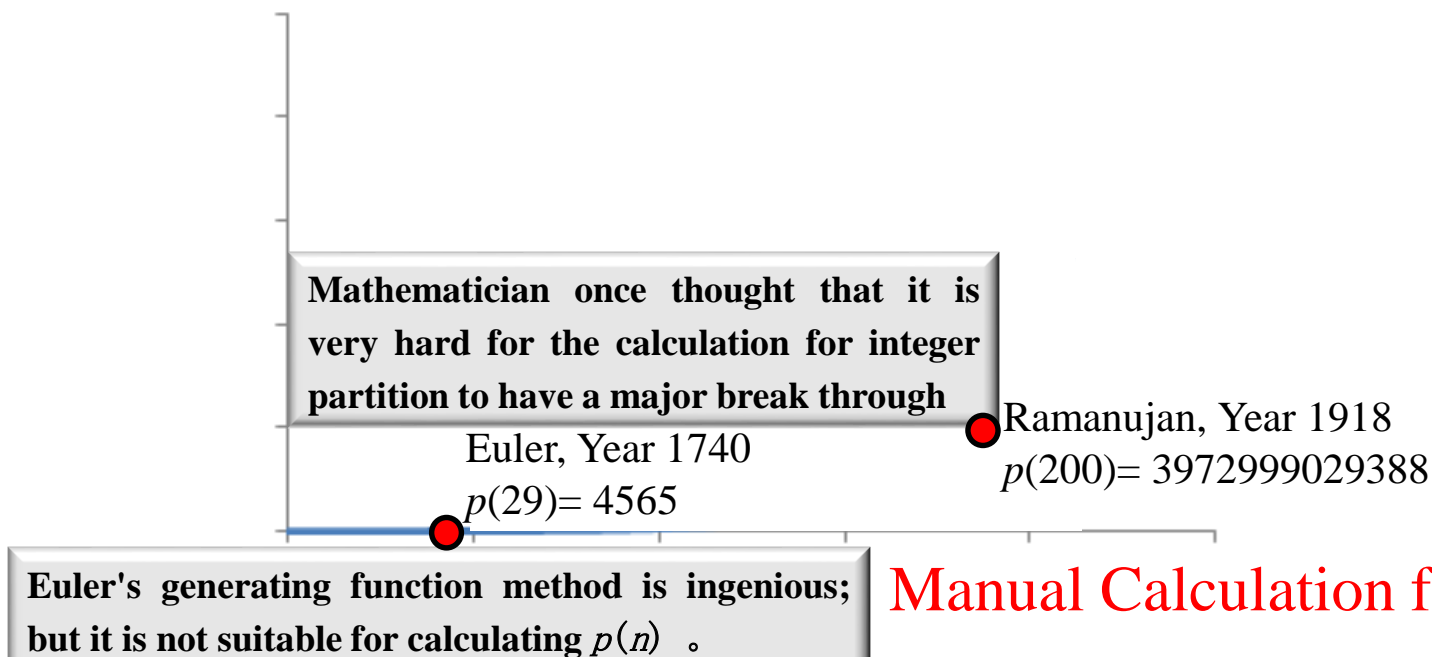 Mathematician once thought that it is
very hard for the calculation for integer
partition to have a major break through
Ramanujan, Year 1918
p(200)= 3972999029388
Euler, Year 1740
p(29)= 4565
Euler's generating function method is ingenious;
but it is not suitable for calculating p(n) 。
Manual Calculation f